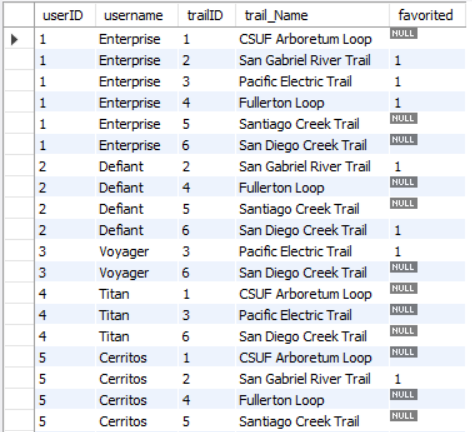 userID username trailID trail_Name favorited
1 Enterprise 1 CSUF Arboretum Loop NULL
1 Enterprise 2 San Gabriel River Trail 1
1 Enterprise 3 Pacific Electric Trail 1
1 Enterprise 4 Fullerton Loop 1
1 Enterprise 5 Santiago Creek Trail NULL
1 Enterprise 6 San Diego Creek Trail NULL
2 Defiant 2 San Gabriel River Trail 1
2 Defiant 4 Fullerton Loop NULL
2 Defiant 5 Santiago Creek Trail NULL
2 Defiant 6 San Diego Creek Trail 1
3 Voyager 3 Pacific Electric Trail 1
3 Voyager 6 San Diego Creek Trail NULL
4 Titan 1 CSUF Arboretum Loop NULL
4 Titan 3 Pacific Electric Trail NULL
4 Titan 6 San Diego Creek Trail NULL
5 Cerritos 1 CSUF Arboretum Loop NULL
5 Cerritos 2 San Gabriel River Trail 1
5 Cerritos 4 Fullerton Loop NULL
5 Cerritos 5 Santiago Creek Trail NULL